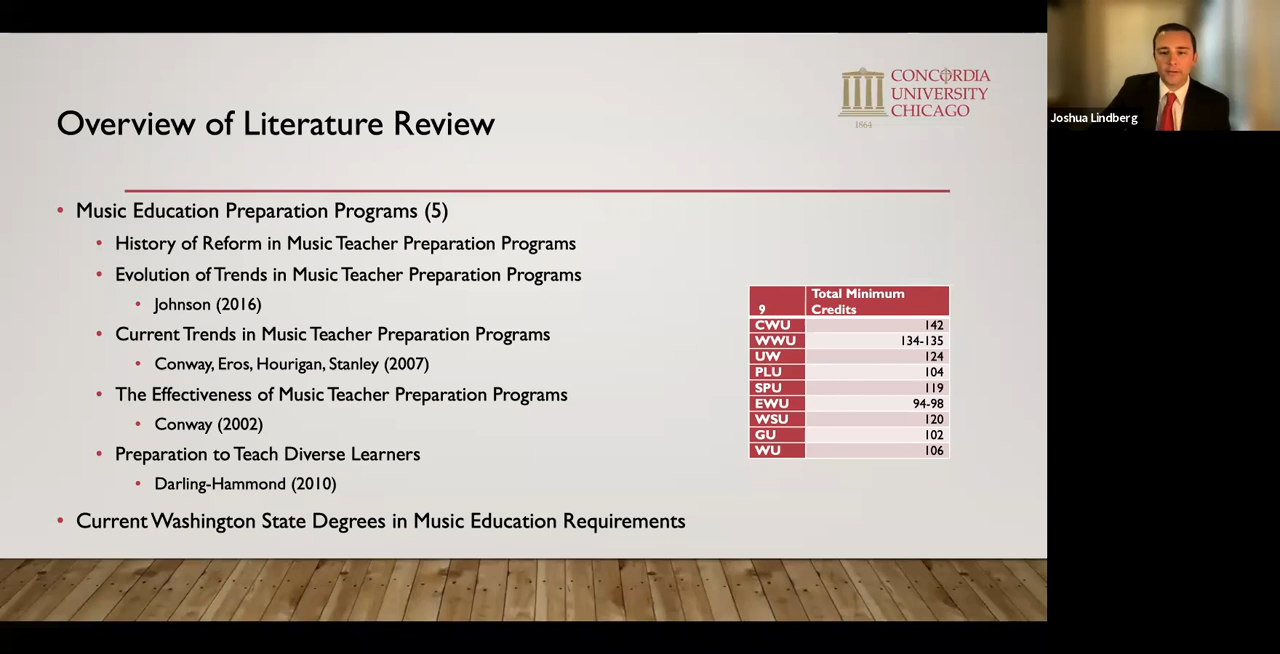 CONCORDIA
UNIVERSITY
CHICAGO
1864
Overview of Literature Review
• Music Education Preparation Programs (5)
• History of Reform in Music Teacher Preparation Programs
• Evolution of Trends in Music Teacher Preparation Programs
• Johnson (2016)
• Current Trends in Music Teacher Preparation Programs
• Conway, Eros, Hourigan, Stanley (2007)
• The Effectiveness of Music Teacher Preparation Programs
• Conway (2002)
• Preparation to Teach Diverse Learners
• Darling-Hammond (2010)
• Current Washington State Degrees in Music Education Requirements
Total Minimum
9 Credits
CWU 142
WWU 134-135
UW 124
PLU 104
SPU 119
EWU 94-98
WSU 120
GU 102
WU 106
Joshua Lindberg